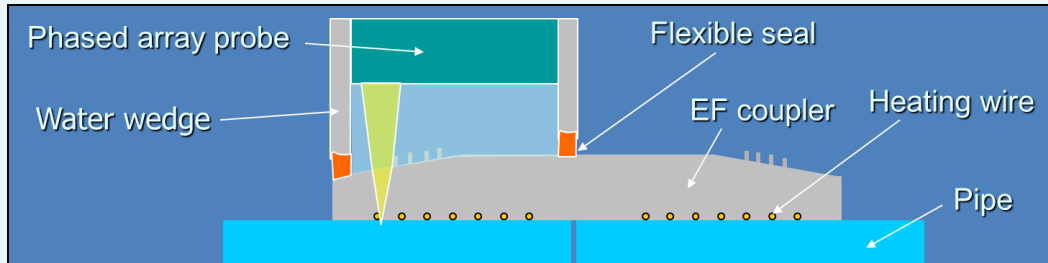 Phased array probe
Flexible seal
Water wedge
EF coupler
Heating wire
Pipe